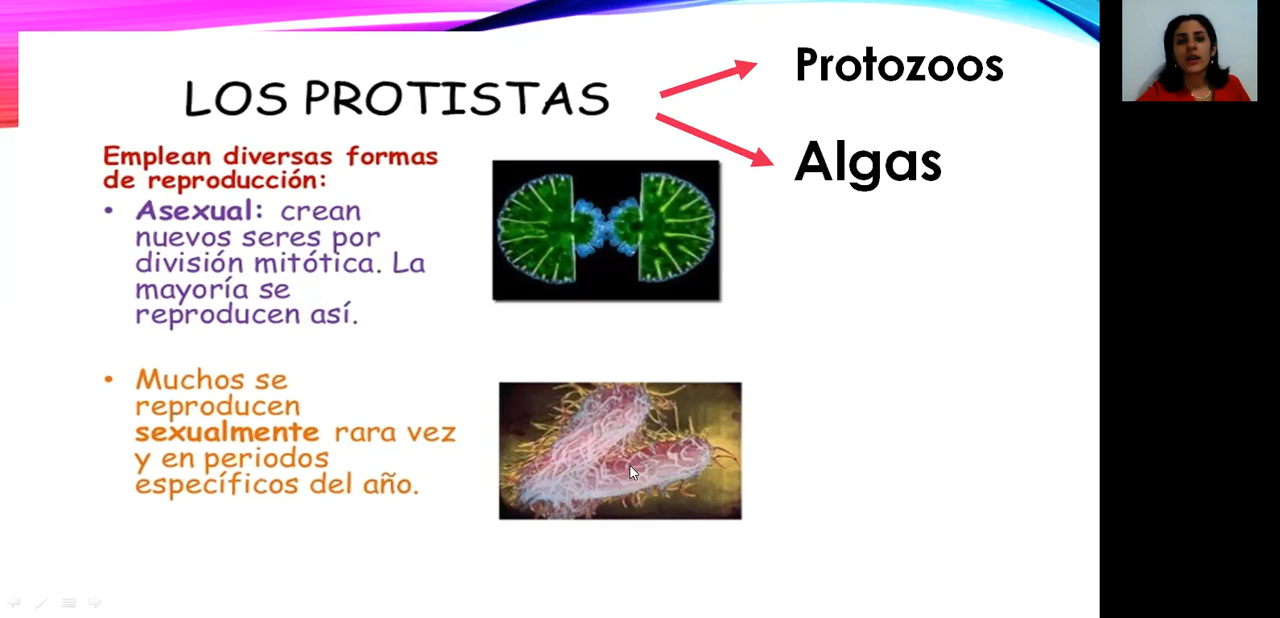 LOS PROTISTAS
Protozoos
Algas
Emplean diversas formas
de reproducción:
• Asexual: crean
nuevos seres por
división mitótica. La
mayoría se
reproducen así.
• Muchos se
reproducen
sexualmente rara vez
y en periodos
específicos del año.